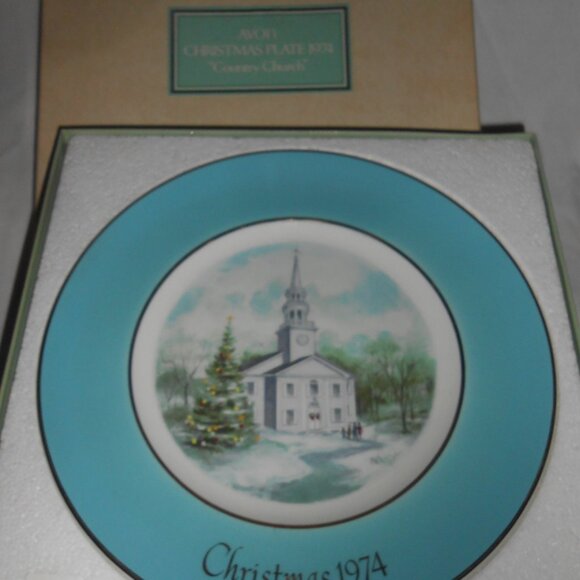 AVON
CHRISTMAS PLATE 1974
"Country Church"
Christmas 1974